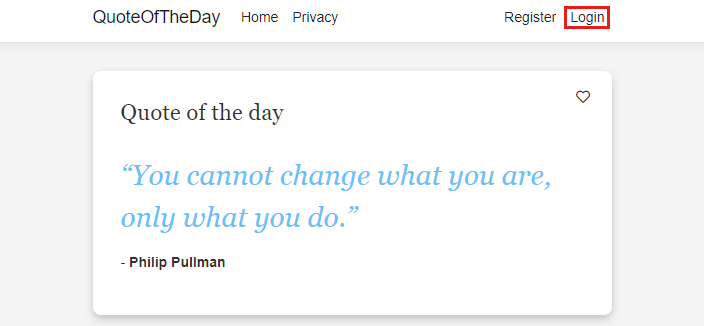 QuoteOfTheDay Home Privacy Register Login
Quote of the day
“You cannot change what you are,
only what you do.”
- Philip Pullman